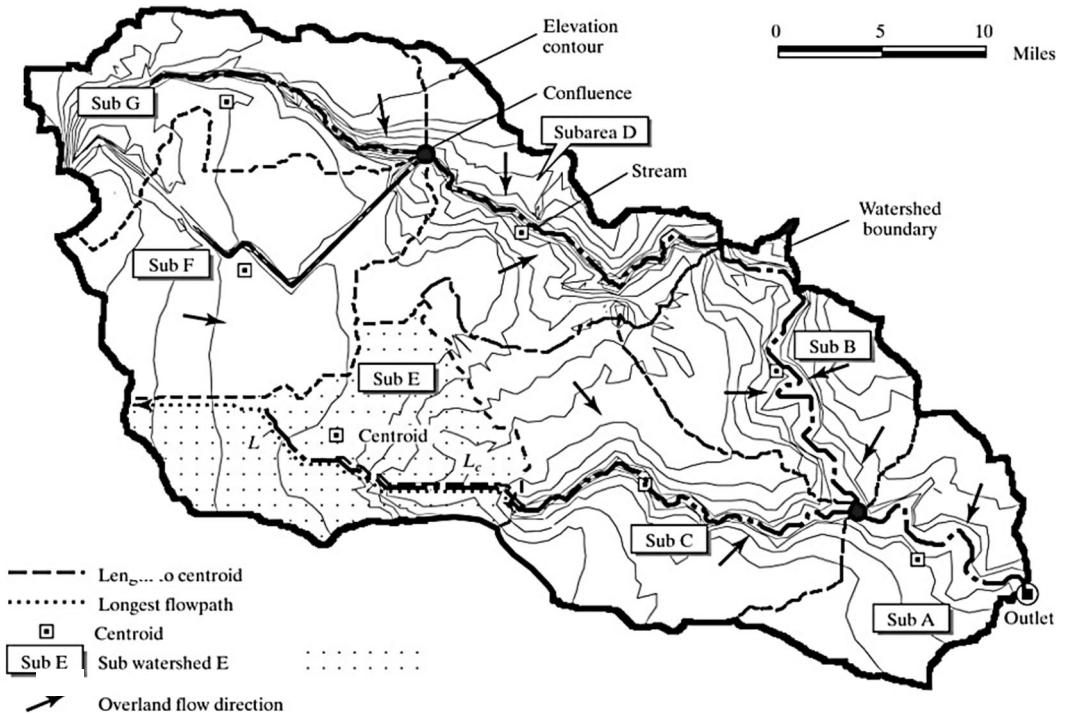 Elevation
contour
0 5 10
Miles
Confluence
Sub G
Subarea D
Stream
Watershed
boundary
Sub F
Sub B
Sub E
L
Centroid
Lc
Sub C
Sub A
Outlet
centroid
Longest flowpath
Centroid
Sub E Sub watershed E
Overland flow direction